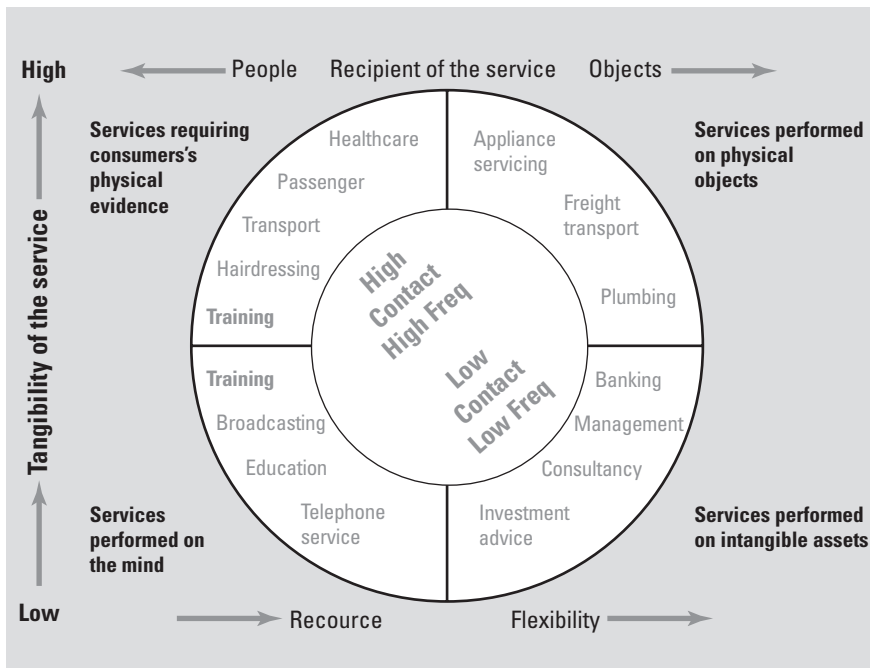 High
People
Recipient of the service
Objects
Services requiring
consumers's
physical
evidence
Services performed
on physical
objects
Tangibility of the service
Healthcare
Passenger
Transport
Hairdressing
Training
Appliance
servicing
Freight
transport
Plumbing
High
Contact
High Freq
Low
Contact
Low Freq
Training
Broadcasting
Education
Telephone
service
Banking
Management
Consultancy
Investment
advice
Services
performed on
the mind
Services performed
on intangible assets
Low
Recource
Flexibility